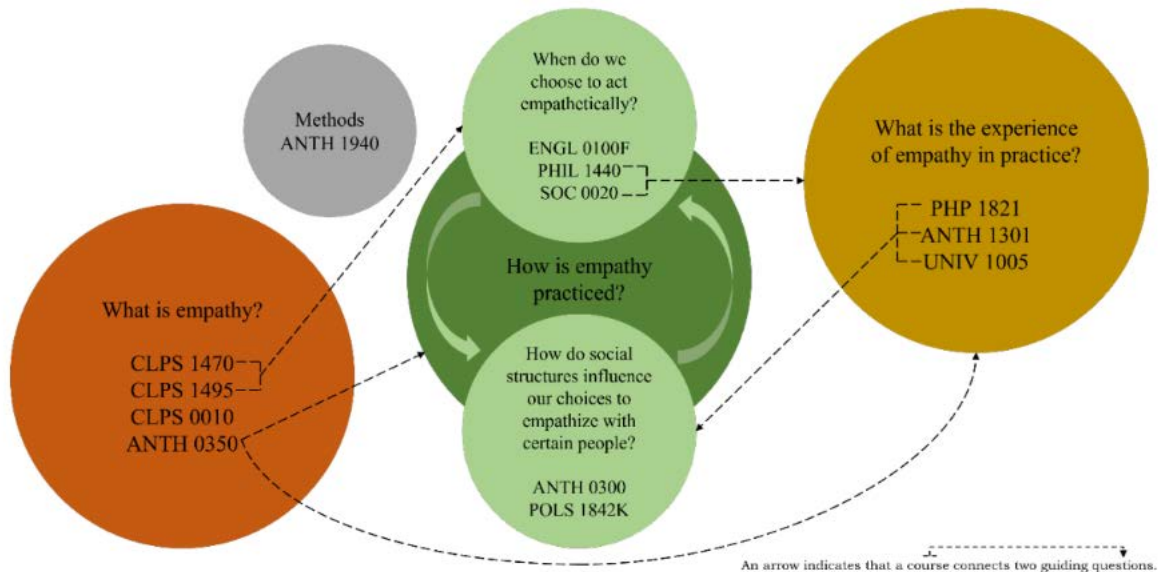 Methods
ANTH 1940
What is empathy?
CLPS 1470
CLPS 1495
CLPS 0010
ANTH 0350
When do we
choose to act
empathetically?
ENGL 0100F
PHIL 1440
SOC 0020
How is empathy
practiced?
How do social
structures influence
our choices to
empathize with
certain people?
ANTH 0300
POLS 1842K
What is the experience
of empathy in practice?
PHP 1821
ANTH 1301
UNIV 1005
An arrow indicates that a course connects two guiding questions.